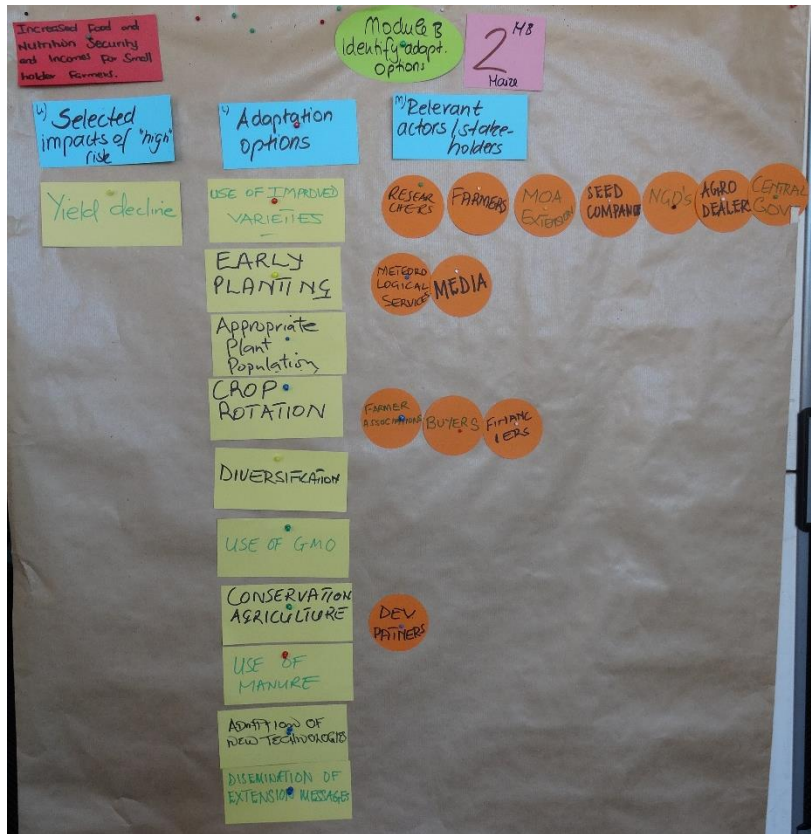 Increased Food and
Nutrition Security
and Incomes For Small
holder Farmers.
Module B
identify adapt.
Options
2 MB
Maize
Selected
impacts of "high"
risk
Adaptation
options
m) Relevant
actors / stake-
holders
Yield decline
USE OF IMPROVED
VARIETIES
RESEAR
CHERS
FARMERS
MOA
EXTENSION
SEED
COMPANIE
NGO's
AGRO
DEALER
CENTRAL
GOV
EARLY
PLANTING
METEORO
LOGICAL
SERVICES
MEDIA
Appropriate
Plant
Population
CROP
ROTATION
FARMER
ASSOCIATIONS
BUYERS
FINANC
IERS
DIVERSIFICATION
USE OF GMO
CONSERVATION
AGRICULTURE
DEV.
PATNERS
USE OF
MANURE
OF
NEW TECHNOLOGIES
DISEMINATION OF
EXTENSION MESSAGES